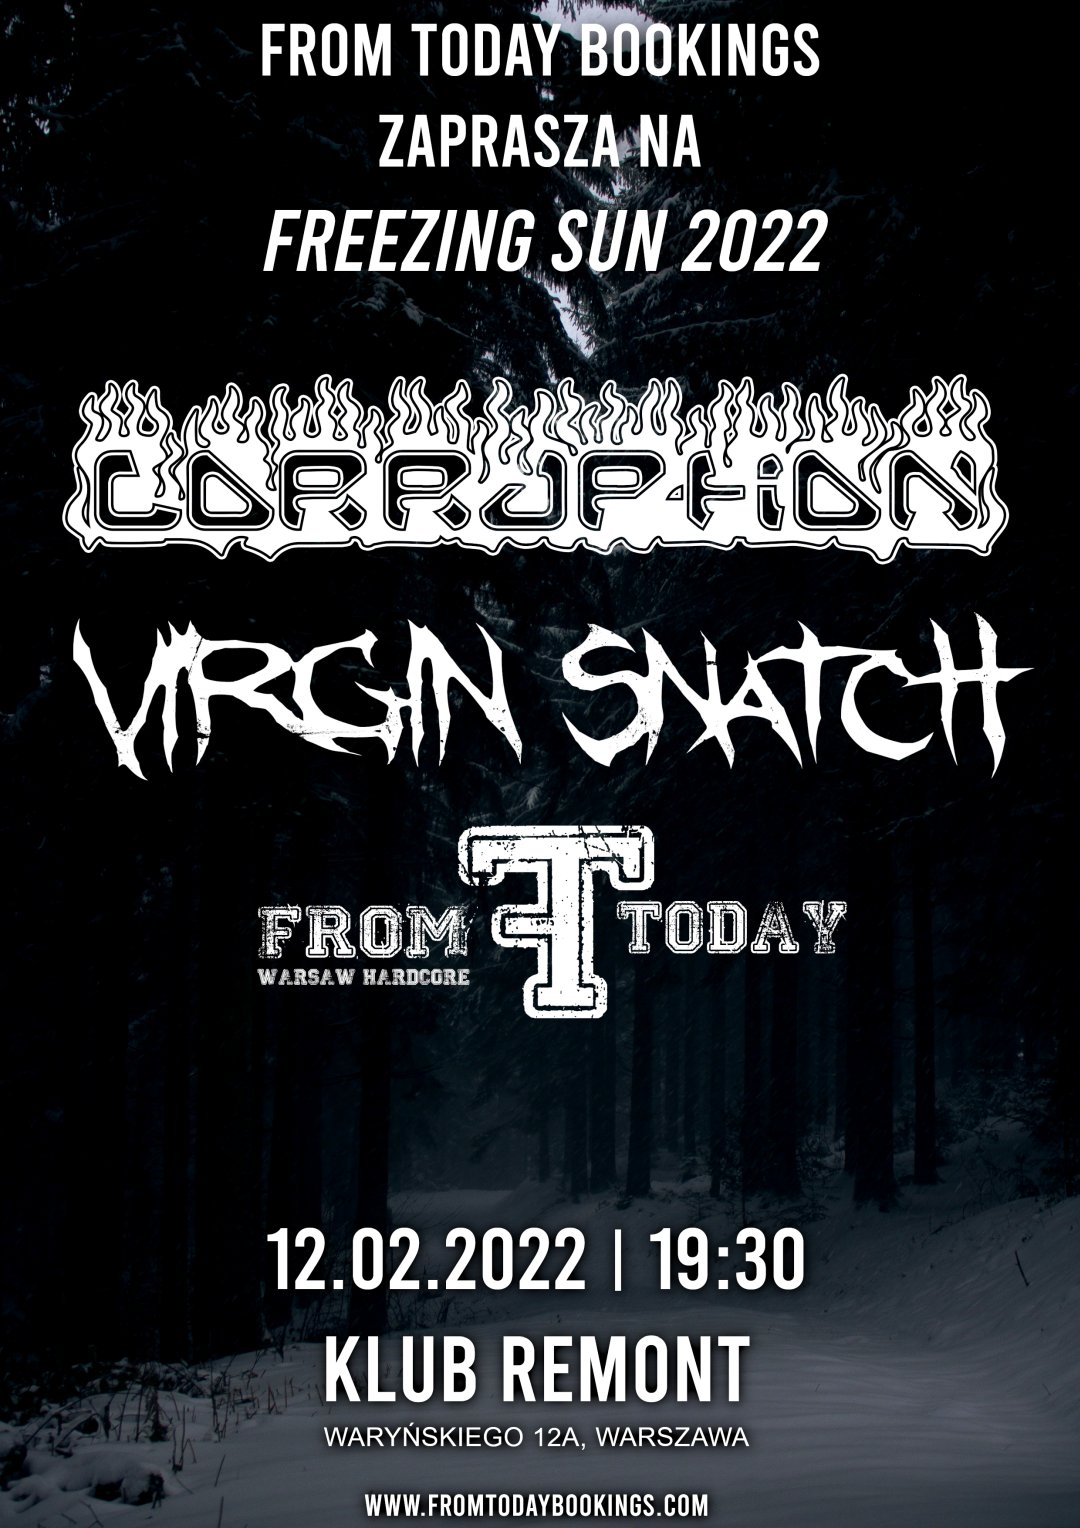 FROM TODAY BOOKINGS
ZAPRASZA NA
FREEZING SUN 2022
CORRUPTION
VIRGIN SNATCH
FROM FT TODAY
WARSAW HARDCORE
12.02.2022 | 19:30
KLUB REMONT
WARYŃSKIEGO 12A, WARSZAWA
WWW.FROMTODAYBOOKINGS.COM